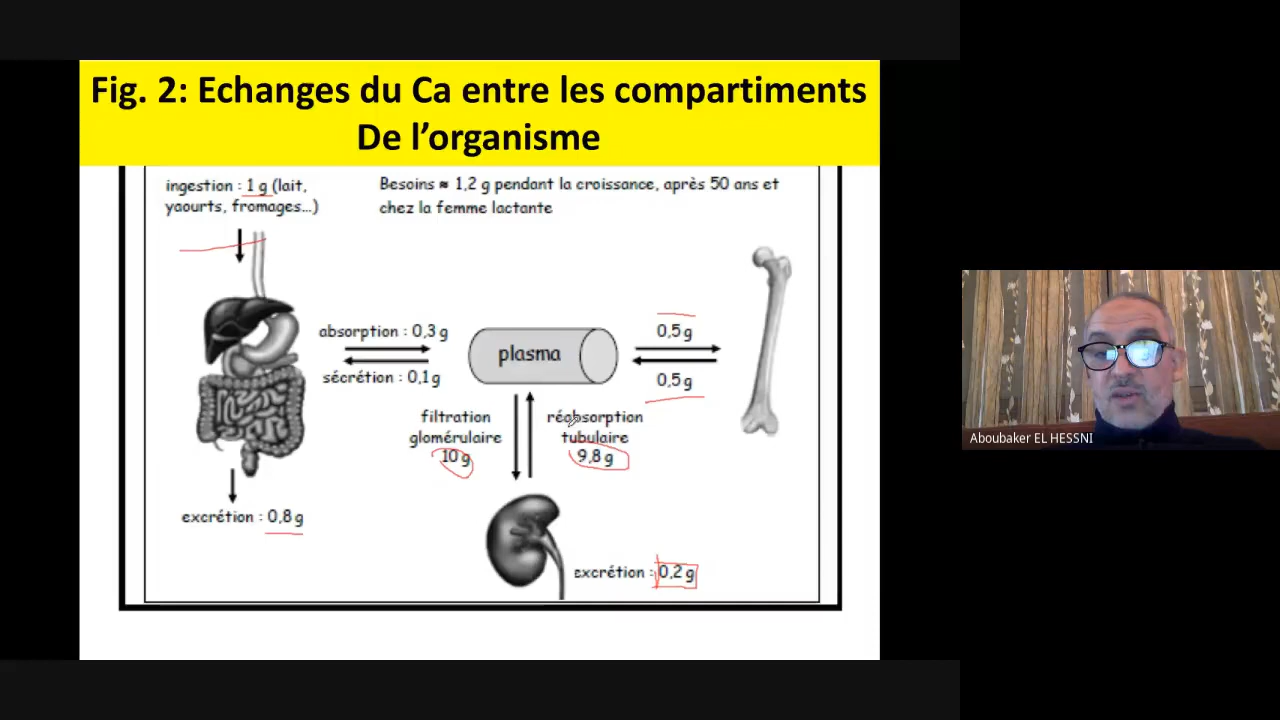 Fig. 2: Echanges du Ca entre les compartiments
De l’organisme
ingestion : 1 g (lait,
yaourts, fromages...)
Besoins ≈ 1,2 g pendant la croissance, après 50 ans et
chez la femme lactante
absorption : 0,3 g
sécrétion : 0,1 g
plasma
0,5 g
0,5 g
filtration
glomérulaire
10 g
réabsorption
tubulaire
9,8 g
excrétion : 0,8 g
excrétion : 0,2 g
Aboubaker EL HESSNI